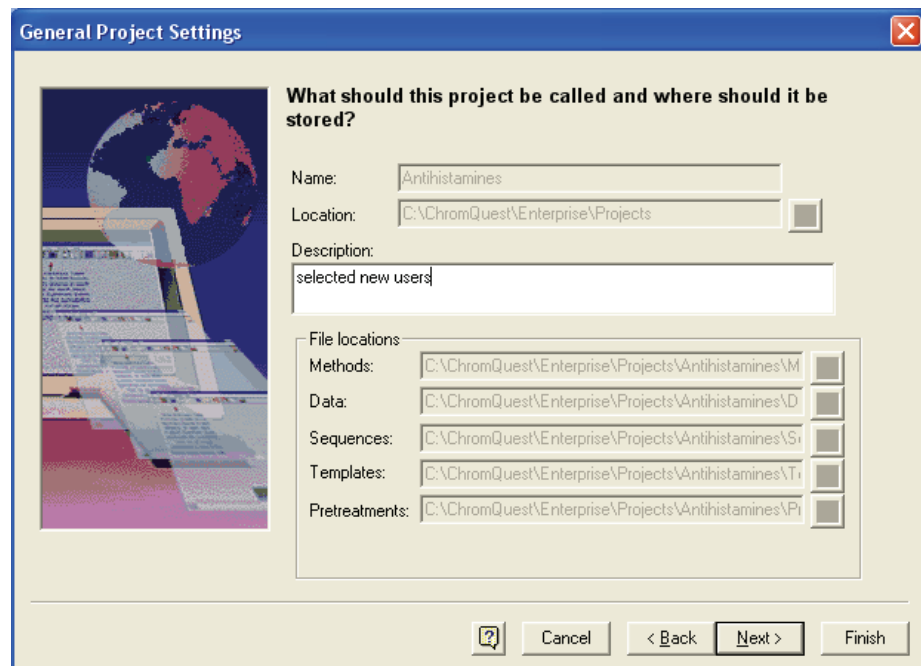 General Project Settings
What should this project be called and where should it be
stored?
Name: Antihistamines
Location: C:\ChromQuest\Enterprise\Projects
Description:
selected new users
File locations
Methods: C:\ChromQuest\Enterprise\Projects\Antihistamines\M
Data: C:\ChromQuest\Enterprise\Projects\Antihistamines\D
Sequences: C:\ChromQuest\Enterprise\Projects\Antihistamines\S
Templates: C:\ChromQuest\Enterprise\Projects\Antihistamines\T
Pretreatments: C:\ChromQuest\Enterprise\Projects\Antihistamines\P
? Cancel < Back Next > Finish